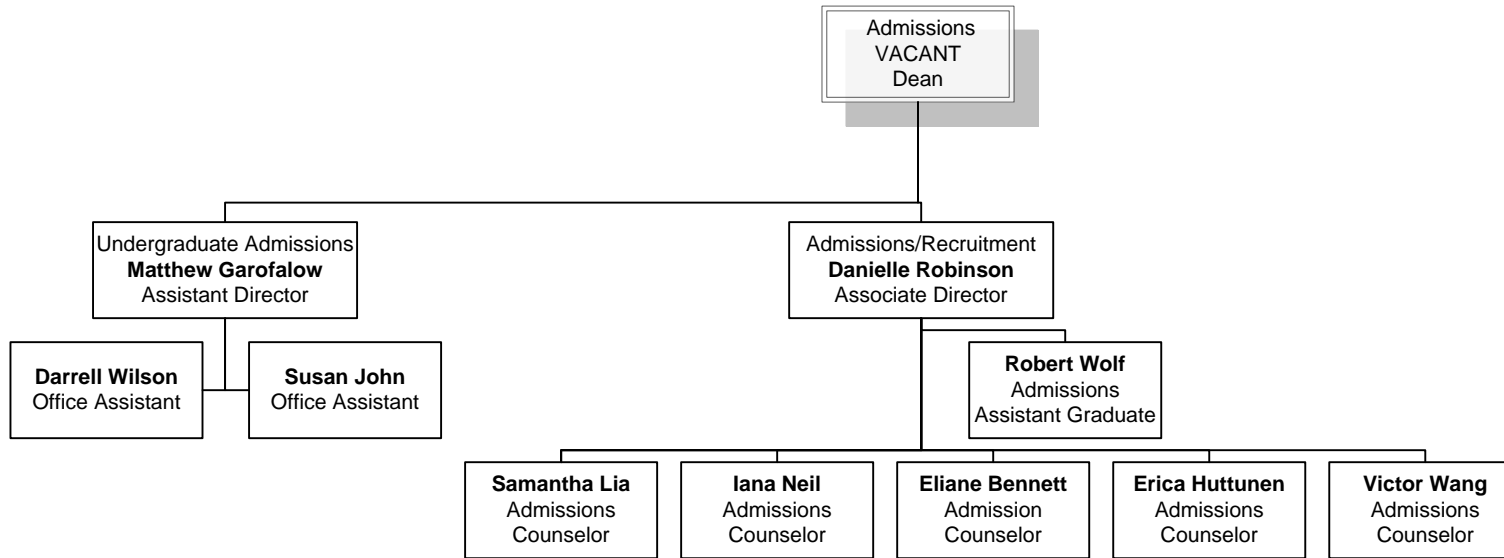 Admissions
VACANT
Dean
Undergraduate Admissions
Matthew Garofalow
Assistant Director
Admissions/Recruitment
Danielle Robinson
Associate Director
Darrell Wilson
Office Assistant
Susan John
Office Assistant
Robert Wolf
Admissions
Assistant Graduate
Samantha Lia
Admissions
Counselor
Iana Neil
Admissions
Counselor
Eliane Bennett
Admission
Counselor
Erica Huttunen
Admissions
Counselor
Victor Wang
Admissions
Counselor